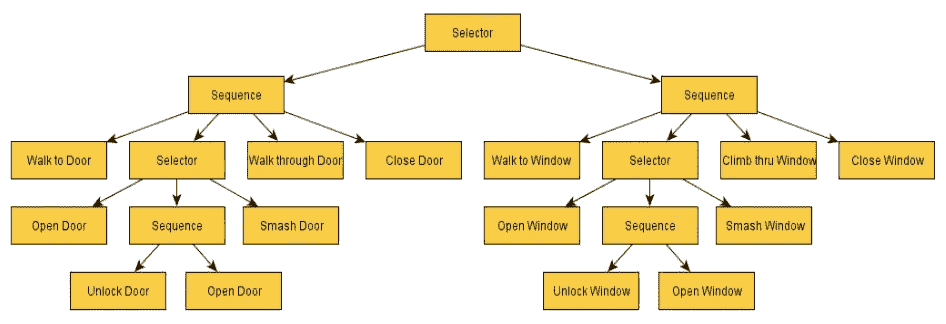 Selector
Sequence
Sequence
Walk to Door
Selector
Walk through Door
Close Door
Walk to Window
Selector
Climb thru Window
Close Window
Open Door
Sequence
Smash Door
Open Window
Sequence
Smash Window
Unlock Door
Open Door
Unlock Window
Open Window